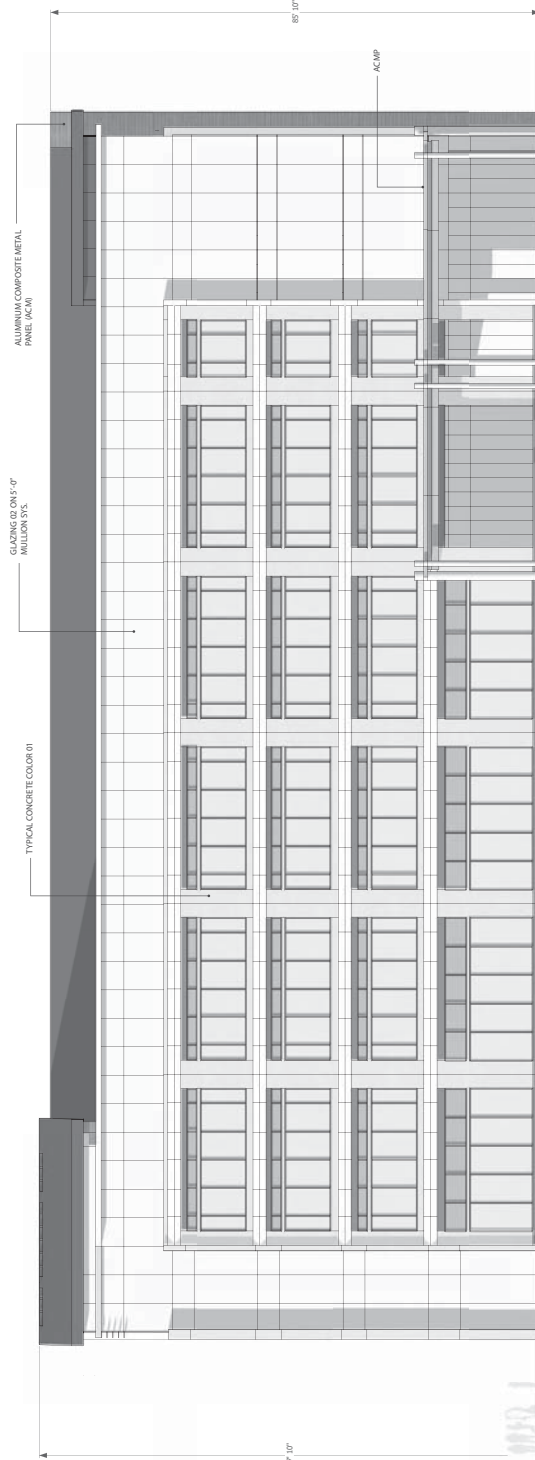 TYPICAL CONCRETE COLOR 01
GLAZING 02 ON 5'-0"
MULLION SYS.
ALUMINUM COMPOSITE METAL
PANEL (ACM)
ACMP
85' 10"
10"